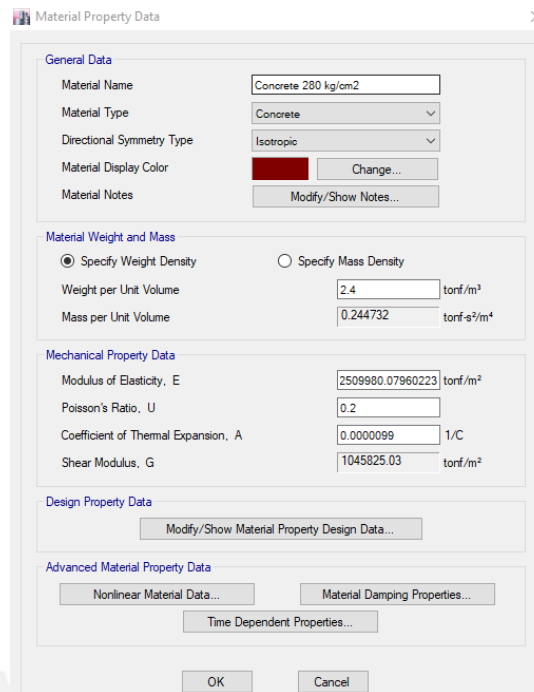 Material Property Data
General Data
Material Name Concrete 280 kg/cm2
Material Type Concrete
Directional Symmetry Type Isotropic
Material Display Color Change...
Material Notes Modify/Show Notes...
Material Weight and Mass
Specify Weight Density Specify Mass Density
Weight per Unit Volume 2.4 tonf/m³
Mass per Unit Volume 0.244732 tonf-s²/m⁴
Mechanical Property Data
Modulus of Elasticity, E 2509980.07960223 tonf/m²
Poisson's Ratio, U 0.2
Coefficient of Thermal Expansion, A 0.0000099 1/C
Shear Modulus, G 1045825.03 tonf/m²
Design Property Data
Modify/Show Material Property Design Data...
Advanced Material Property Data
Nonlinear Material Data... Material Damping Properties...
Time Dependent Properties...
OK Cancel